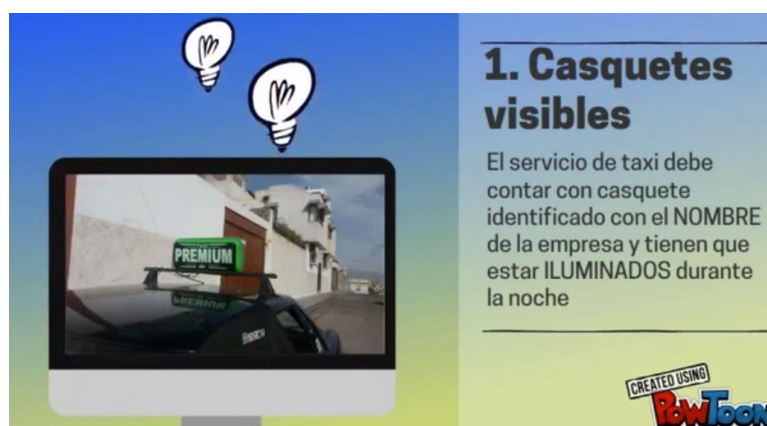 1. Casquetes
visibles
El servicio de taxi debe
contar con casquete
identificado con el NOMBRE
de la empresa y tienen que
estar ILUMINADOS durante
la noche
PREMIUM
CREATED USING
POWTOON